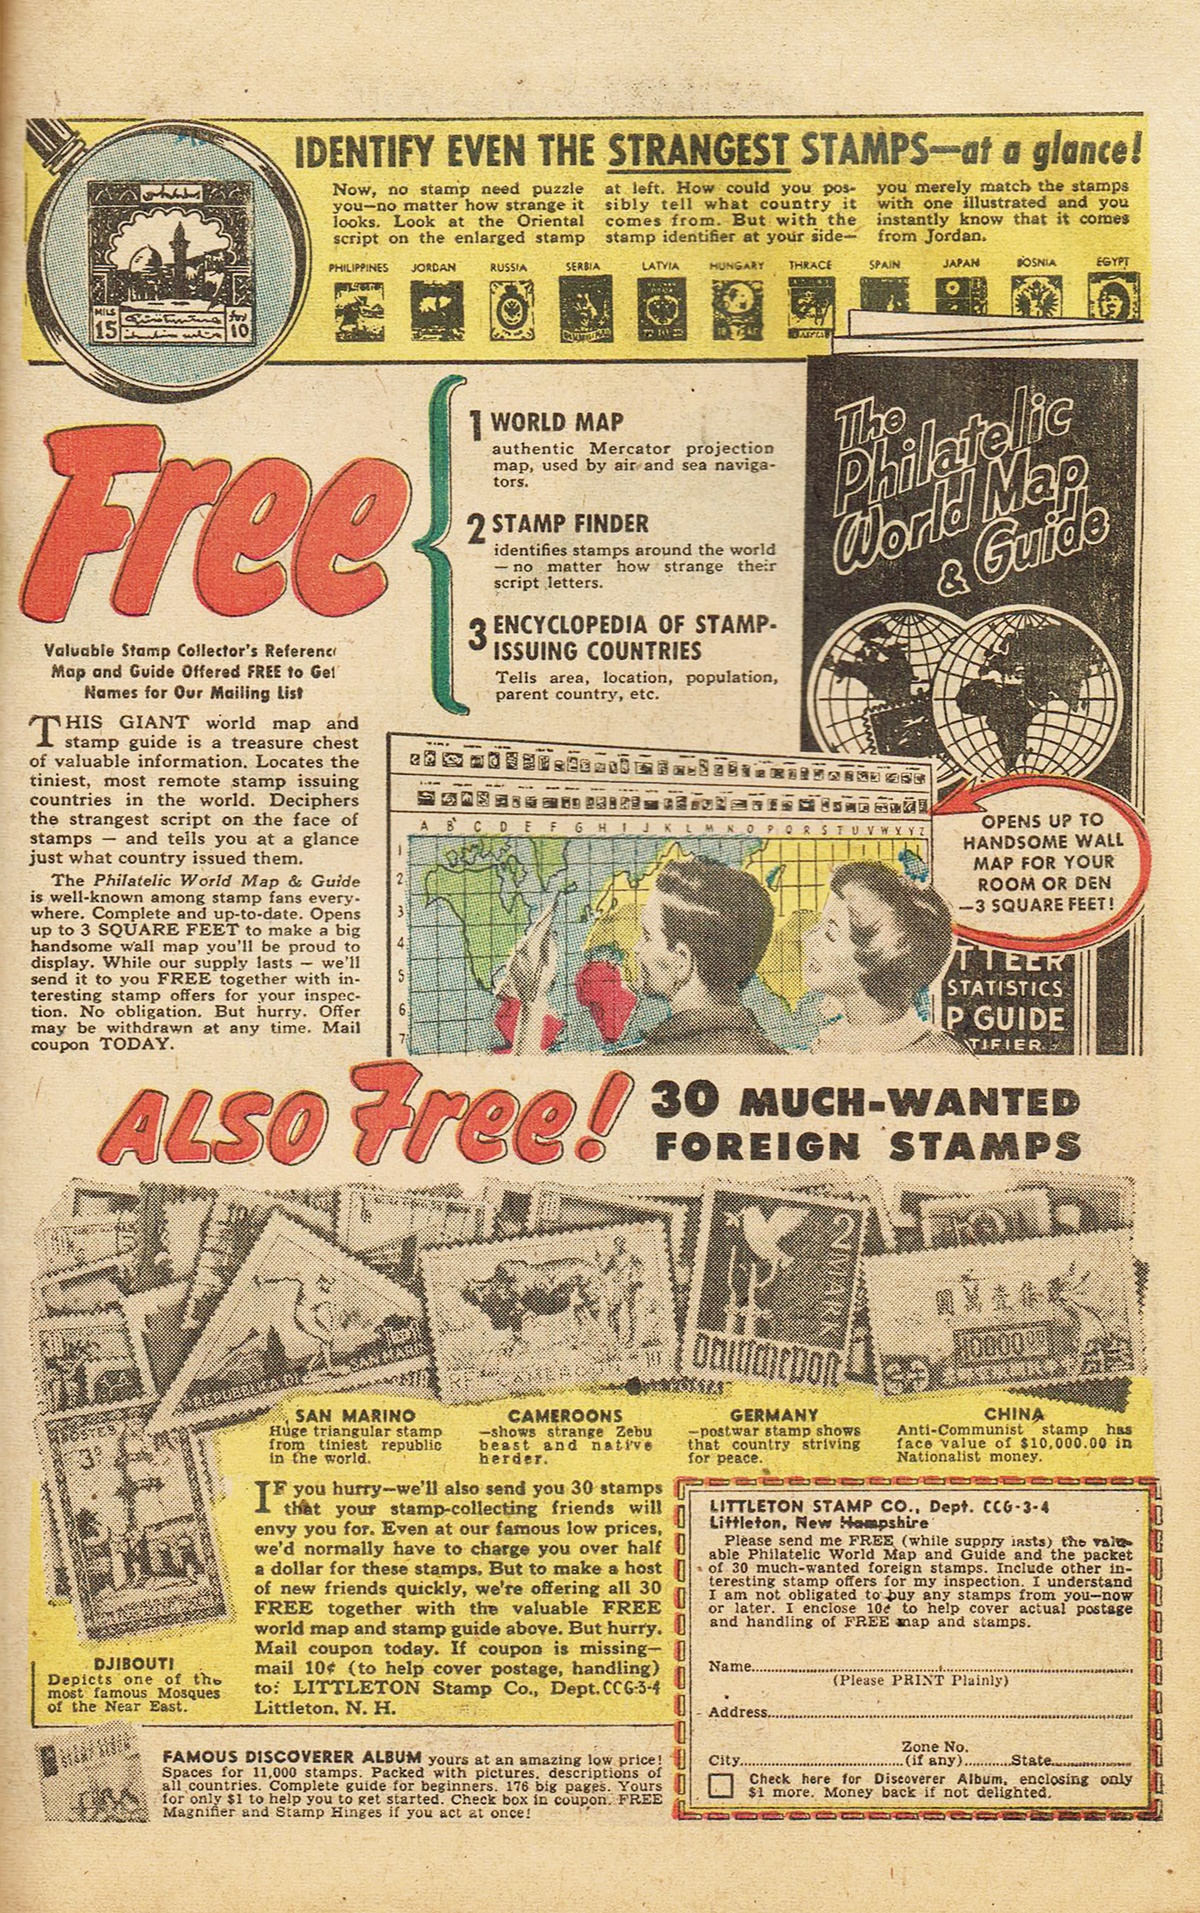 IDENTIFY EVEN THE STRANGEST STAMPS—at a glance!
Now, no stamp need puzzle
you—no matter how strange it
looks. Look at the Oriental
script on the enlarged stamp
at left. How could you pos-
sibly tell what country it
comes from. But with the
stamp identifier at your side—
you merely match the stamps
with one illustrated and you
instantly know that it comes
from Jordan.
MILS
15
10
PHILIPPINES JORDAN RUSSIA SERBIA LATVIA HUNGARY THRACE SPAIN JAPAN BOSNIA EGYPT
Free
1 WORLD MAP
authentic Mercator projection
map, used by air and sea naviga-
tors.
2 STAMP FINDER
identifies stamps around the world
— no matter how strange their
script letters.
3 ENCYCLOPEDIA OF STAMP-
ISSUING COUNTRIES
Tells area, location, population,
parent country, etc.
The
Philatelic
World Map
& Guide
Valuable Stamp Collector's Reference
Map and Guide Offered FREE to Get
Names for Our Mailing List
THIS GIANT world map and
stamp guide is a treasure chest
of valuable information. Locates the
tiniest, most remote stamp issuing
countries in the world. Deciphers
the strangest script on the face of
stamps — and tells you at a glance
just what country issued them.
The Philatelic World Map & Guide
is well-known among stamp fans every-
where. Complete and up-to-date. Opens
up to 3 SQUARE FEET to make a big
handsome wall map you'll be proud to
display. While our supply lasts — we'll
send it to you FREE together with in-
teresting stamp offers for your inspec-
tion. No obligation. But hurry. Offer
may be withdrawn at any time. Mail
coupon TODAY.
A B C D E F G H I J K L M N O P Q R S T U V W X Y Z
1
2
3
4
5
6
7
OPENS UP TO
HANDSOME WALL
MAP FOR YOUR
ROOM OR DEN
—3 SQUARE FEET!
TTEER
STATISTICS
P GUIDE
TIFIER
ALSO Free! 30 MUCH-WANTED
FOREIGN STAMPS
REPUBBLICA DI SAN MARINO
POSTA
2
10000
POSTES
3
SAN MARINO
Huge triangular stamp
from tiniest republic
in the world.
CAMEROONS
—shows strange Zebu
beast and native
herder.
GERMANY
—postwar stamp shows
that country striving
for peace.
CHINA
Anti-Communist stamp has
face value of $10,000.00 in
Nationalist money.
DJIBOUTI
Depicts one of the
most famous Mosques
of the Near East.
IF you hurry—we'll also send you 30 stamps
that your stamp-collecting friends will
envy you for. Even at our famous low prices,
we'd normally have to charge you over half
a dollar for these stamps. But to make a host
of new friends quickly, we're offering all 30
FREE together with the valuable FREE
world map and stamp guide above. But hurry.
Mail coupon today. If coupon is missing—
mail 10¢ (to help cover postage, handling)
to: LITTLETON Stamp Co., Dept. CCG-3-4
Littleton, N. H.
LITTLETON STAMP CO., Dept. CCG-3-4
Littleton, New Hampshire
Please send me FREE (while supply lasts) the valu-
able Philatelic World Map and Guide and the packet
of 30 much-wanted foreign stamps. Include other in-
teresting stamp offers for my inspection. I understand
I am not obligated to buy any stamps from you—now
or later. I enclose 10¢ to help cover actual postage
and handling of FREE map and stamps.
Name
(Please PRINT Plainly)
Address
Zone No.
City (if any) State
Check here for Discoverer Album, enclosing only
$1 more. Money back if not delighted.
FAMOUS DISCOVERER ALBUM yours at an amazing low price!
Spaces for 11,000 stamps. Packed with pictures, descriptions of
all countries. Complete guide for beginners. 176 big pages. Yours
for only $1 to help you to get started. Check box in coupon. FREE
Magnifier and Stamp Hinges if you act at once!